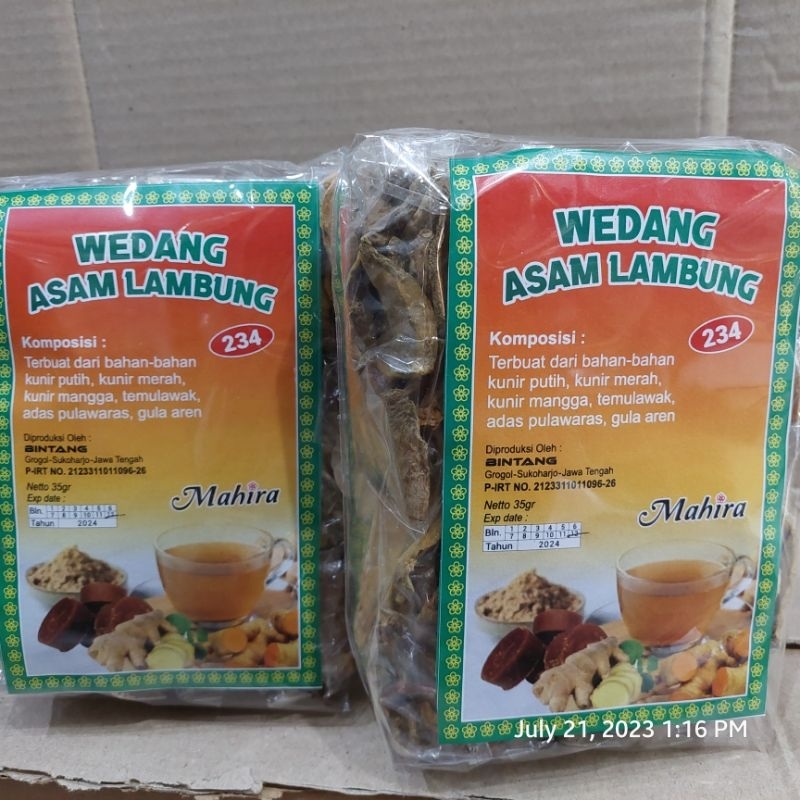 WEDANG
ASAM LAMBUNG
234
Komposisi :
Terbuat dari bahan-bahan
kunir putih, kunir merah,
kunir mangga, temulawak,
adas pulawaras, gula aren
Diproduksi Oleh :
BINTANG
Grogol-Sukoharjo-Jawa Tengah
P-IRT NO. 2123311011096-26
Netto 35gr
Exp date :
Bln. 1 2 3 4 5 6
7 8 9 10 11 12
Tahun 2024
Mahira
WEDANG
ASAM LAMBUNG
234
Komposisi :
Terbuat dari bahan-bahan
kunir putih, kunir merah,
kunir mangga, temulawak,
adas pulawaras, gula aren
Diproduksi Oleh :
BINTANG
Grogol-Sukoharjo-Jawa Tengah
P-IRT NO. 2123311011096-26
Netto 35gr
Exp date :
Bln. 1 2 3 4 5 6
7 8 9 10 11 12
Tahun 2024
Mahira
July 21, 2023 1:16 PM